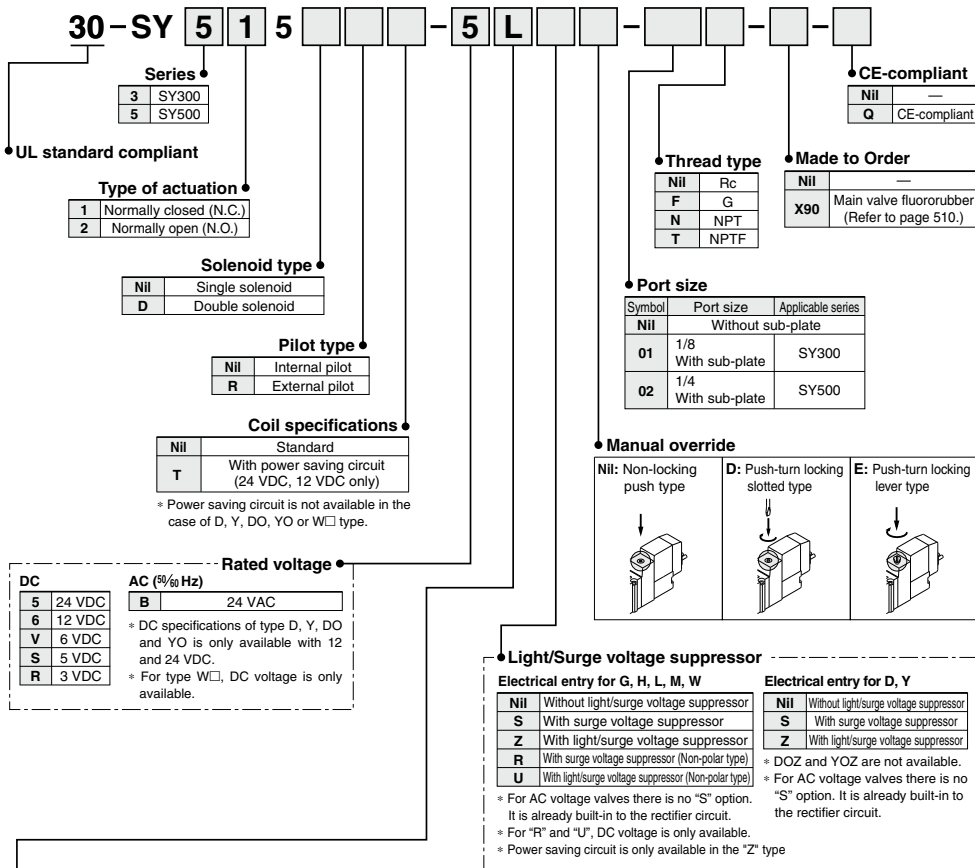 30-SY 5 1 5 - 5 L - - -
Series
3 SY300
5 SY500
UL standard compliant
Type of actuation
1 Normally closed (N.C.)
2 Normally open (N.O.)
Solenoid type
Nil Single solenoid
D Double solenoid
Pilot type
Nil Internal pilot
R External pilot
Coil specifications
Nil Standard
T With power saving circuit
(24 VDC, 12 VDC only)
* Power saving circuit is not available in the
case of D, Y, DO, YO or W□ type.
Rated voltage
DC
5 24 VDC
6 12 VDC
V 6 VDC
S 5 VDC
R 3 VDC
AC (50/60 Hz)
B 24 VAC
* DC specifications of type D, Y, DO
and YO is only available with 12
and 24 VDC.
* For type W□, DC voltage is only
available.
CE-compliant
Nil —
Q CE-compliant
Made to Order
Nil —
X90 Main valve fluororubber
(Refer to page 510.)
Thread type
Nil Rc
F G
N NPT
T NPTF
Port size
Symbol Port size Applicable series
Nil Without sub-plate
01 1/8
With sub-plate SY300
02 1/4
With sub-plate SY500
Manual override
Nil: Non-locking
push type
D: Push-turn locking
slotted type
E: Push-turn locking
lever type
Light/Surge voltage suppressor
Electrical entry for G, H, L, M, W
Nil Without light/surge voltage suppressor
S With surge voltage suppressor
Z With light/surge voltage suppressor
R With surge voltage suppressor (Non-polar type)
U With light/surge voltage suppressor (Non-polar type)
* For AC voltage valves there is no "S" option.
It is already built-in to the rectifier circuit.
* For "R" and "U", DC voltage is only available.
* Power saving circuit is only available in the "Z" type
Electrical entry for D, Y
Nil Without light/surge voltage suppressor
S With surge voltage suppressor
Z With light/surge voltage suppressor
* DOZ and YOZ are not available.
* For AC voltage valves there is no
"S" option. It is already built-in to
the rectifier circuit.